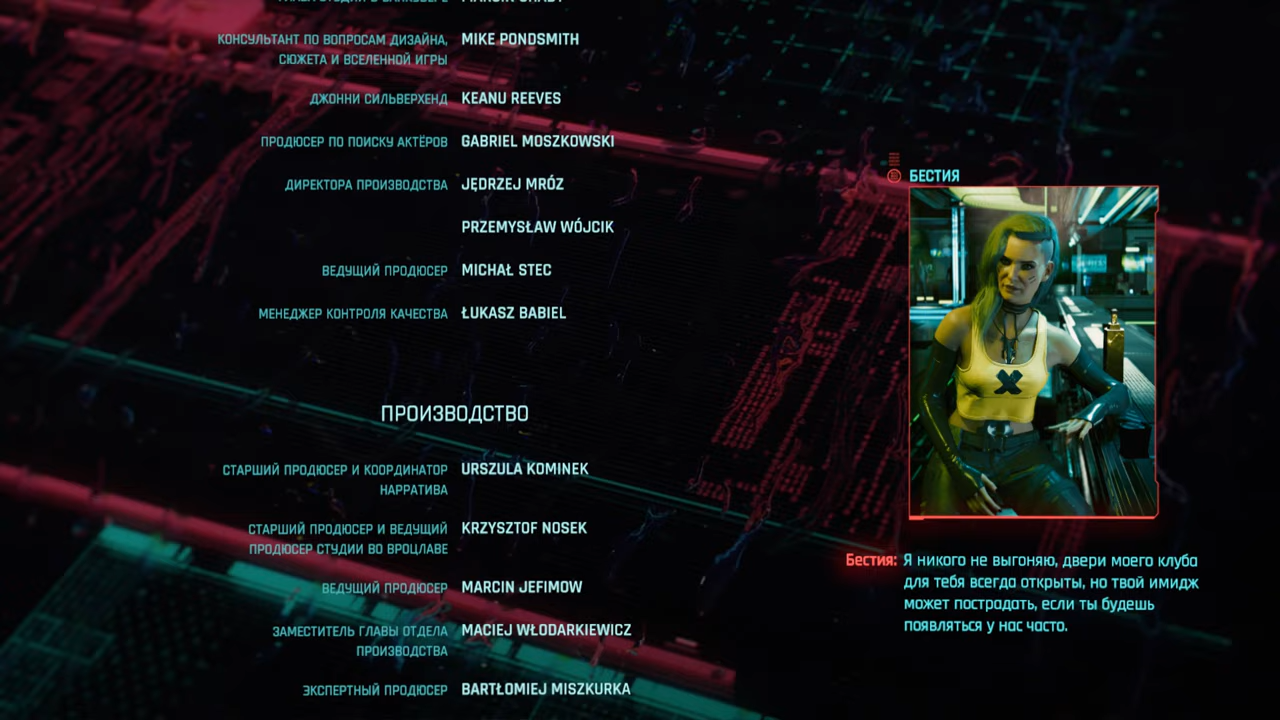 КОНСУЛЬТАНТ ПО ВОПРОСАМ ДИЗАЙНА, MIKE PONDSMITH
СЮЖЕТА И ВСЕЛЕННОЙ ИГРЫ
ДЖОННИ СИЛЬВЕРХЕНД KEANU REEVES
ПРОДЮСЕР ПО ПОИСКУ АКТЁРОВ GABRIEL MOSZKOWSKI
ДИРЕКТОРА ПРОИЗВОДСТВА JĘDRZEJ MRÓZ
PRZEMYSŁAW WÓJCIK
ВЕДУЩИЙ ПРОДЮСЕР MICHAŁ STEC
МЕНЕДЖЕР КОНТРОЛЯ КАЧЕСТВА ŁUKASZ BABIEL
ПРОИЗВОДСТВО
СТАРШИЙ ПРОДЮСЕР И КООРДИНАТОР URSZULA KOMINEK
НАРРАТИВА
СТАРШИЙ ПРОДЮСЕР И ВЕДУЩИЙ KRZYSZTOF NOSEK
ПРОДЮСЕР СТУДИИ ВО ВРОЦЛАВЕ
ВЕДУЩИЙ ПРОДЮСЕР MARCIN JEFIMOW
ЗАМЕСТИТЕЛЬ ГЛАВЫ ОТДЕЛА MACIEJ WŁODARKIEWICZ
ПРОИЗВОДСТВА
ЭКСПЕРТНЫЙ ПРОДЮСЕР BARTŁOMIEJ MISZKURKA
БЕСТИЯ
Бестия: Я никого не выгоняю, двери моего клуба
для тебя всегда открыты, но твой имидж
может пострадать, если ты будешь
появляться у нас часто.